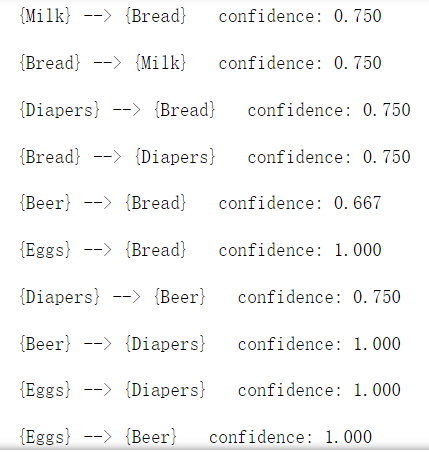 {Milk} --> {Bread}   confidence: 0.750
{Bread} --> {Milk}   confidence: 0.750
{Diapers} --> {Bread}   confidence: 0.750
{Bread} --> {Diapers}   confidence: 0.750
{Beer} --> {Bread}   confidence: 0.667
{Eggs} --> {Bread}   confidence: 1.000
{Diapers} --> {Beer}   confidence: 0.750
{Beer} --> {Diapers}   confidence: 1.000
{Eggs} --> {Diapers}   confidence: 1.000
{Eggs} --> {Beer}   confidence: 1.000